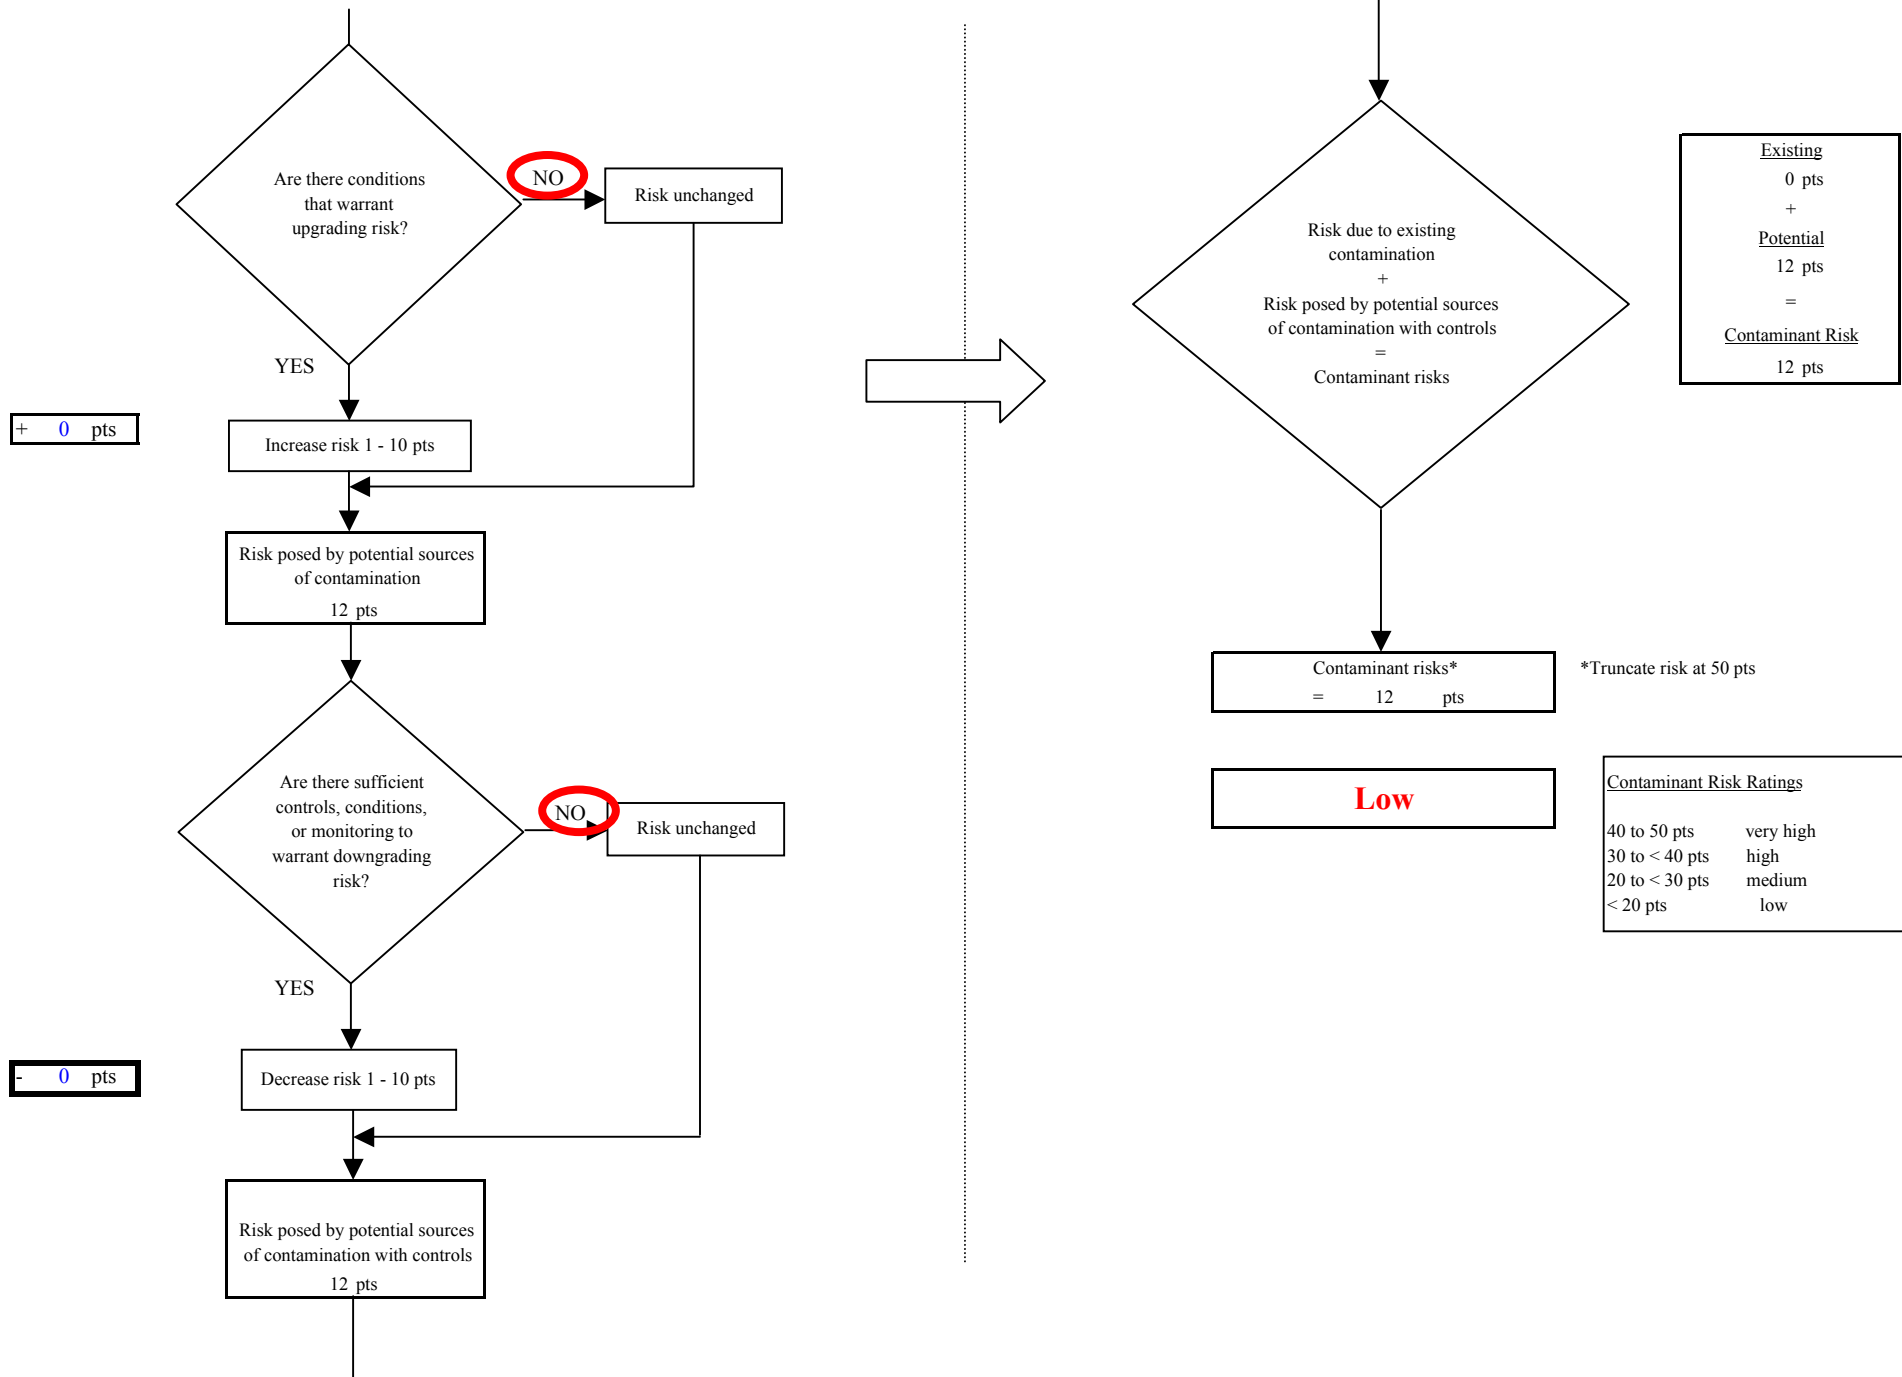 Are there conditions
that warrant
upgrading risk?
NO
Risk unchanged
YES
+ 0 pts
Increase risk 1 - 10 pts
Risk posed by potential sources
of contamination
12 pts
Are there sufficient
controls, conditions,
or monitoring to
warrant downgrading
risk?
NO
Risk unchanged
YES
- 0 pts
Decrease risk 1 - 10 pts
Risk posed by potential sources
of contamination with controls
12 pts
Risk due to existing
contamination
+
Risk posed by potential sources
of contamination with controls
=
Contaminant risks
Existing
0 pts
+
Potential
12 pts
=
Contaminant Risk
12 pts
Contaminant risks*
= 12 pts
*Truncate risk at 50 pts
Low
Contaminant Risk Ratings
40 to 50 pts very high
30 to < 40 pts high
20 to < 30 pts medium
< 20 pts low